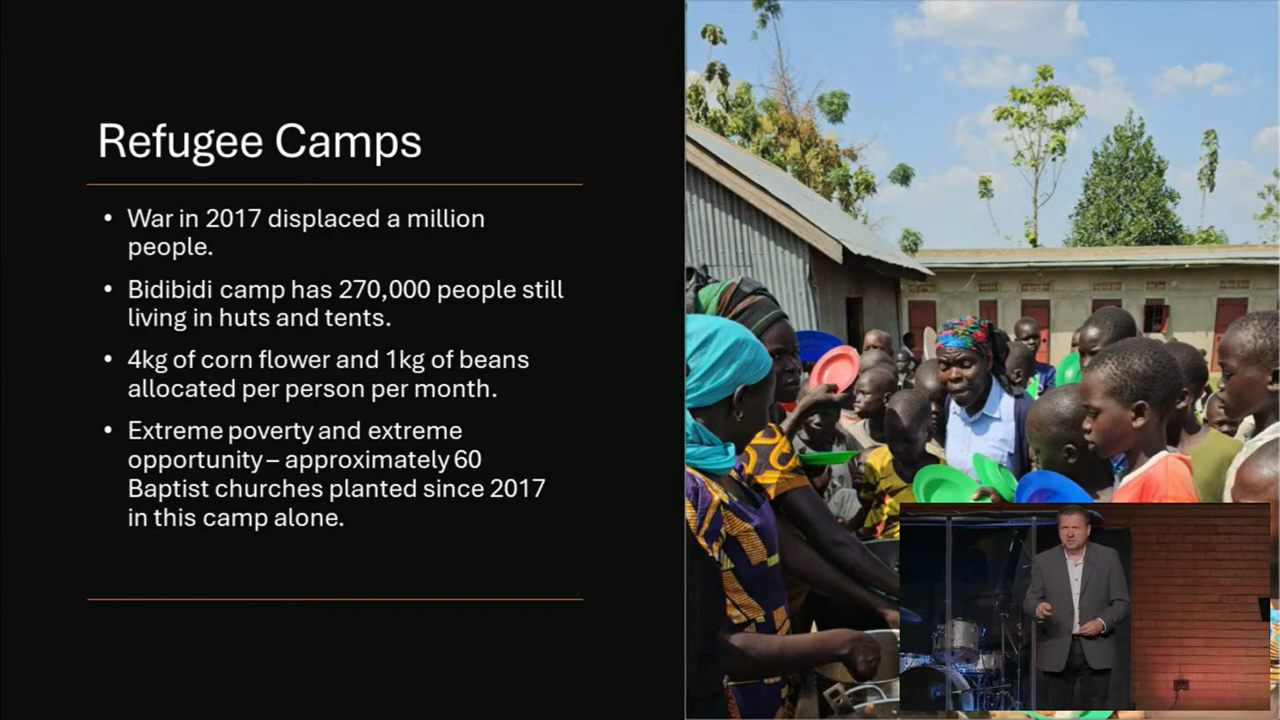 Refugee Camps
• War in 2017 displaced a million
people.
• Bidibidi camp has 270,000 people still
living in huts and tents.
• 4kg of corn flower and 1kg of beans
allocated per person per month.
• Extreme poverty and extreme
opportunity – approximately 60
Baptist churches planted since 2017
in this camp alone.